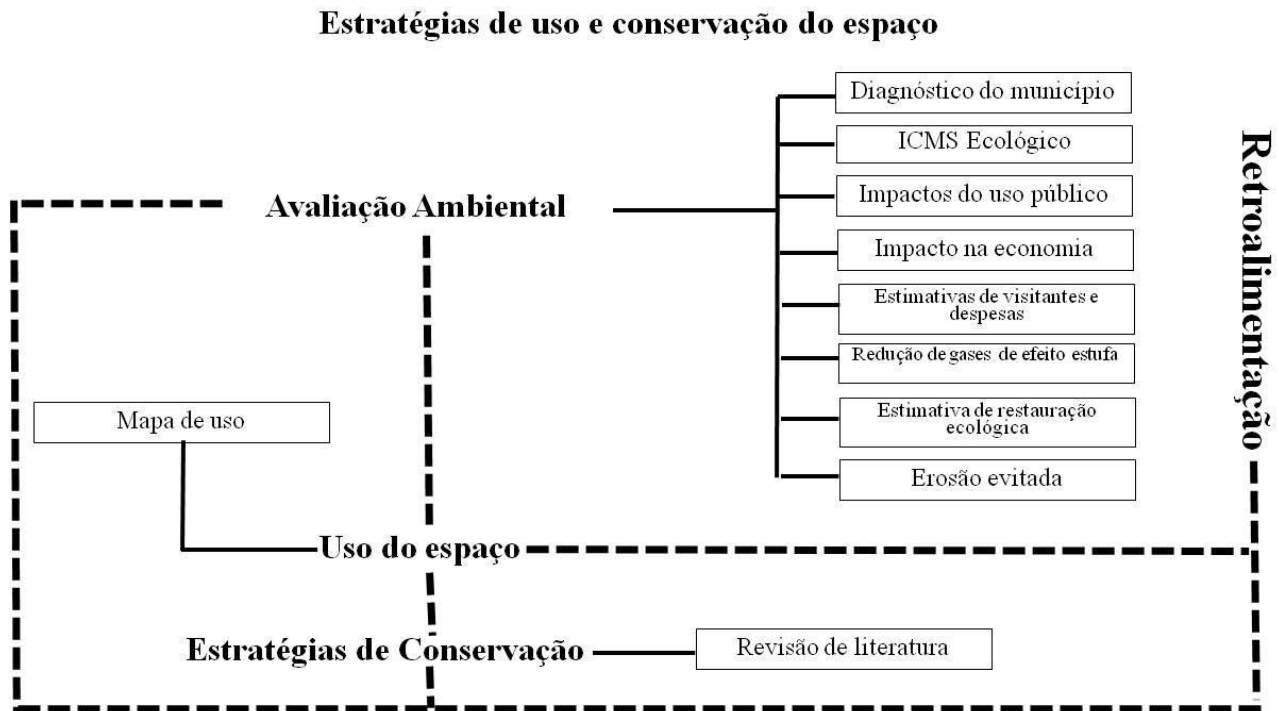 Estratégias de uso e conservação do espaço
Diagnóstico do município
ICMS Ecológico
Impactos do uso público
Avaliação Ambiental
Impacto na economia
Estimativas de visitantes e
despesas
Redução de gases de efeito estufa
Estimativa de restauração
ecológica
Erosão evitada
Retroalimentação
Mapa de uso
Uso do espaço
Estratégias de Conservação
Revisão de literatura